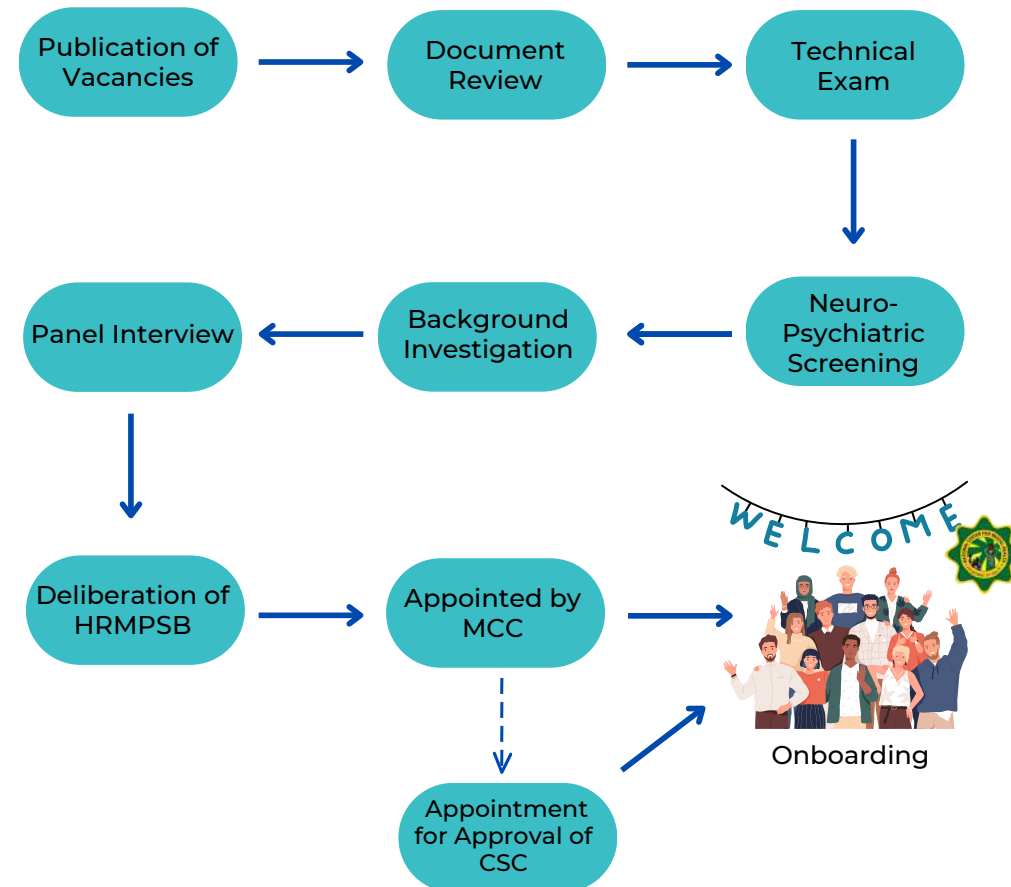 Publication of
Vacancies
Document
Review
Technical
Exam
Neuro-
Psychiatric
Screening
Background
Investigation
Panel Interview
Deliberation of
HRMPSB
Appointed by
MCC
WELCOME
Onboarding
Appointment
for Approval of
CSC